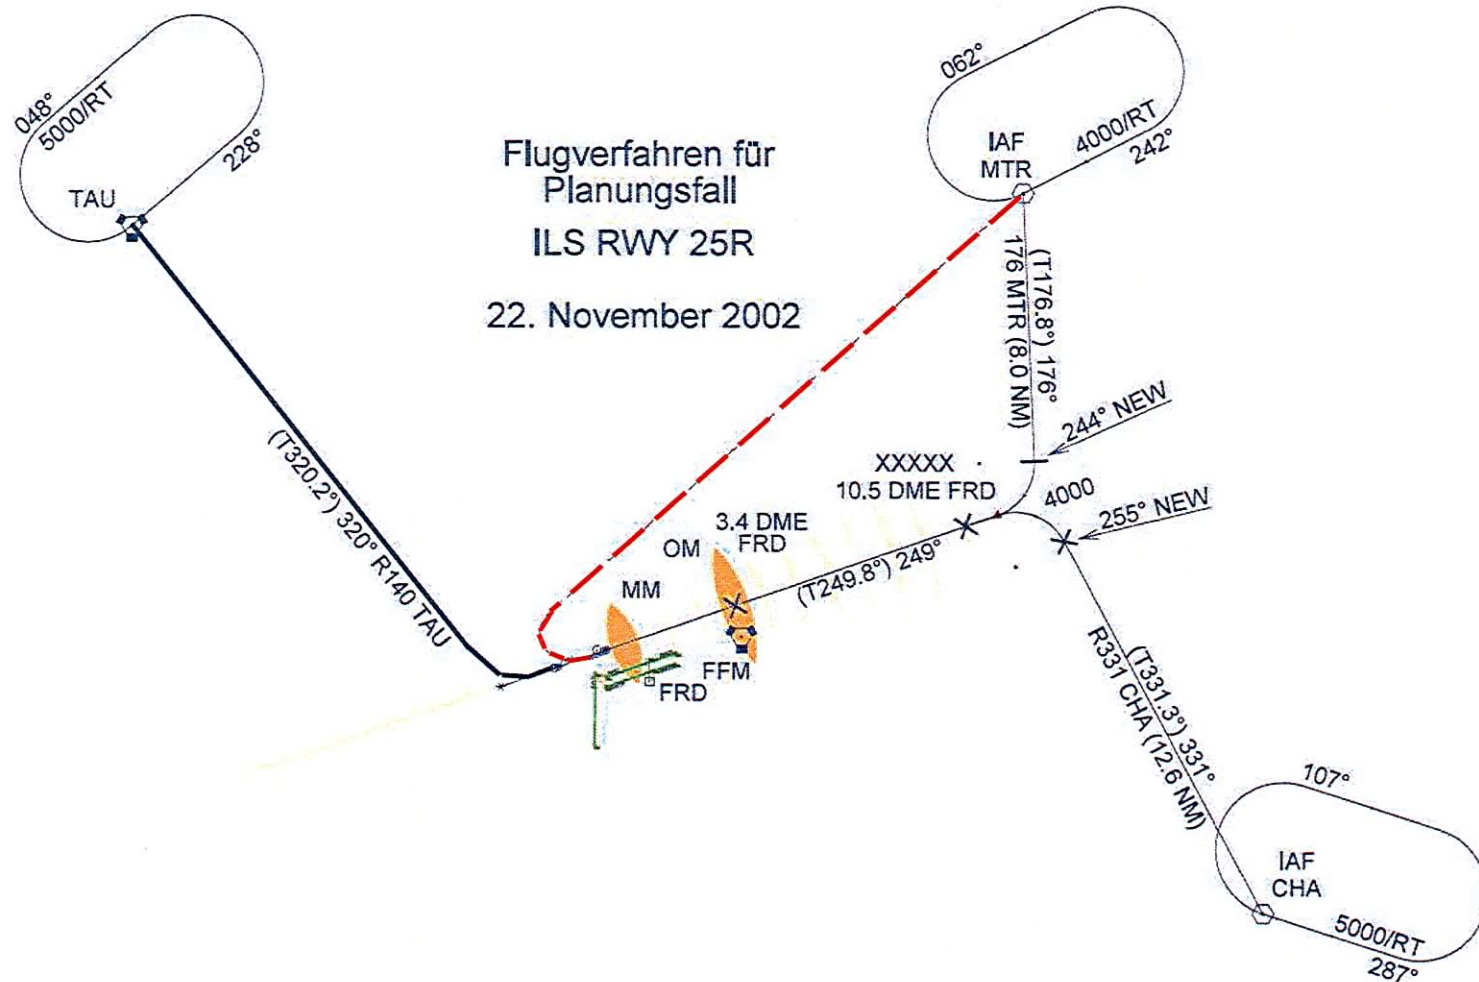 048°
5000/RT
228°
TAU
Flugverfahren für
Planungsfall
ILS RWY 25R
22. November 2002
062°
4000/RT
242°
IAF
MTR
(T176.8°) 176°
176 MTR (8.0 NM)
244° NEW
XXXXX
10.5 DME FRD
4000
255° NEW
(T320.2°) 320° R140 TAU
3.4 DME
FRD
OM
MM
(T249.8°) 249°
FFM
FRD
(T331.3°) 331°
R331 CHA (12.6 NM)
107°
IAF
CHA
5000/RT
287°